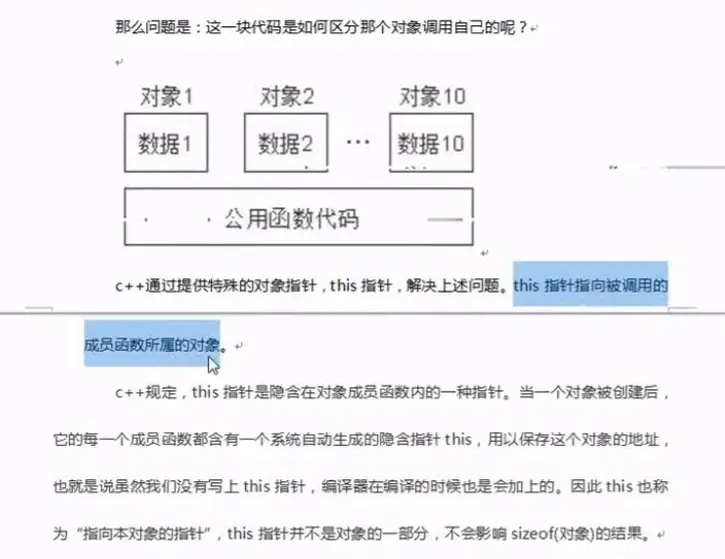 那么问题是：这一块代码是如何区分那个对象调用自己的呢？
对象1 对象2 对象10
数据1 数据2 … 数据10
公用函数代码
c++通过提供特殊的对象指针，this 指针，解决上述问题。this 指针指向被调用的
成员函数所属的对象。
c++规定，this 指针是隐含在对象成员函数内的一种指针。当一个对象被创建后，
它的每一个成员函数都含有一个系统自动生成的隐含指针 this，用以保存这个对象的地址，
也就是说虽然我们没有写上 this 指针，编译器在编译的时候也是会加上的。因此 this 也称
为“指向本对象的指针”，this 指针并不是对象的一部分，不会影响 sizeof(对象)的结果。